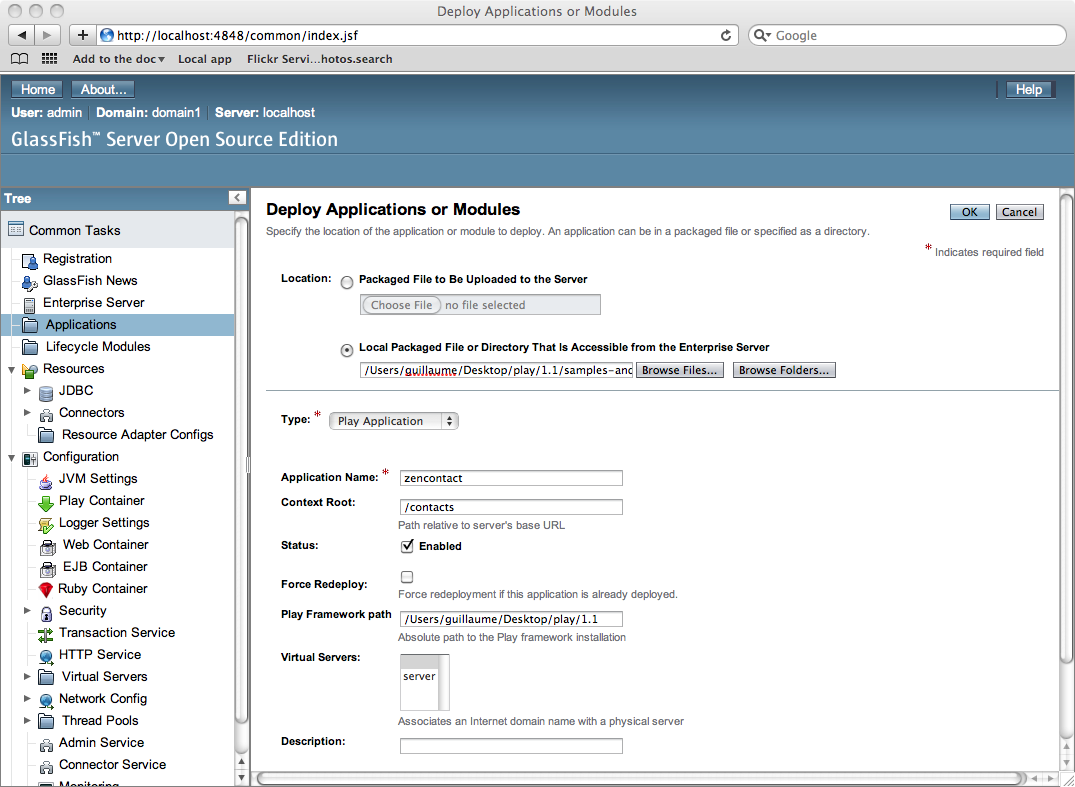 Deploy Applications or Modules
http://localhost:4848/common/index.jsf
Google
Add to the doc▾ Local app Flickr Servi...hotos.search
Home About... Help
User: admin Domain: domain1 Server: localhost
GlassFish™ Server Open Source Edition
Tree
Common Tasks
Registration
GlassFish News
Enterprise Server
Applications
Lifecycle Modules
Resources
JDBC
Connectors
Resource Adapter Configs
Configuration
JVM Settings
Play Container
Logger Settings
Web Container
EJB Container
Ruby Container
Security
Transaction Service
HTTP Service
Virtual Servers
Network Config
Thread Pools
Admin Service
Connector Service
Monitoring
Deploy Applications or Modules
OK Cancel
Specify the location of the application or module to deploy. An application can be in a packaged file or specified as a directory.
* Indicates required field
Location: Packaged File to Be Uploaded to the Server
Choose File no file selected
Local Packaged File or Directory That Is Accessible from the Enterprise Server
/Users/guillaume/Desktop/play/1.1/samples-and Browse Files... Browse Folders...
Type: * Play Application
Application Name: * zencontact
Context Root: /contacts
Path relative to server's base URL
Status: Enabled
Force Redeploy:
Force redeployment if this application is already deployed.
Play Framework path /Users/guillaume/Desktop/play/1.1
Absolute path to the Play framework installation
Virtual Servers:
server
Associates an Internet domain name with a physical server
Description: